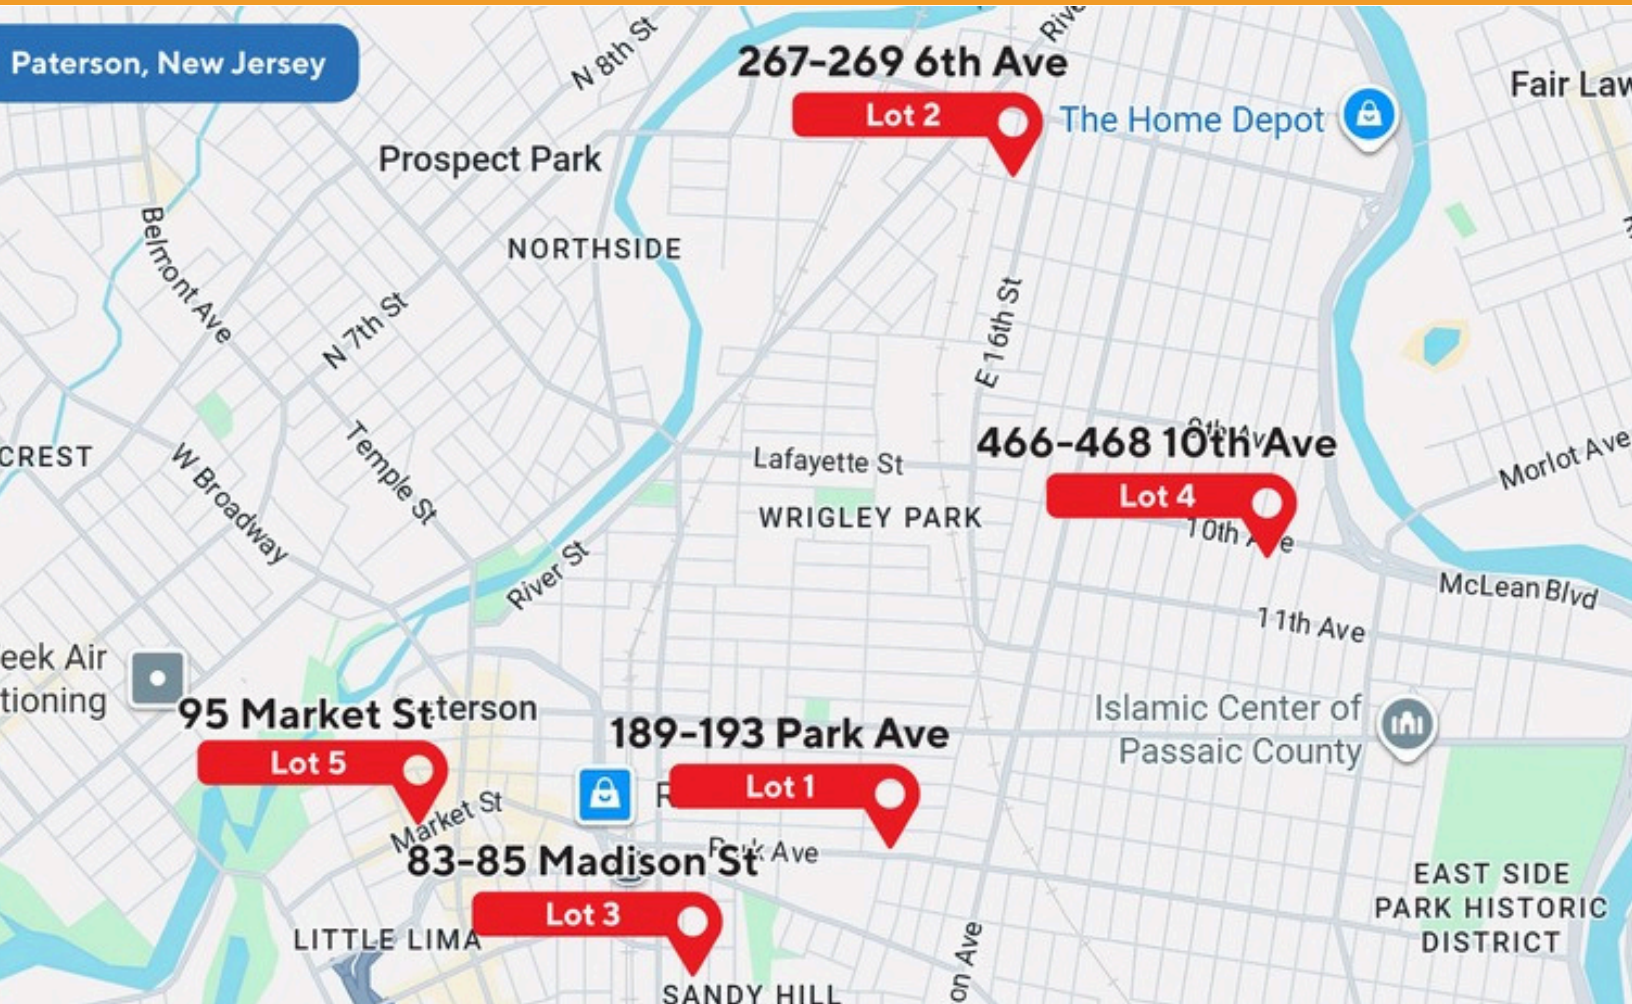 Paterson, New Jersey
N 8th St
267-269 6th Ave
Lot 2
The Home Depot
Prospect Park
Belmont Ave
NORTHSIDE
N 7th St
E 16th St
466-468 10th Ave
Lot 4
10th Ave
CREST
W Broadway
Temple St
Lafayette St
WRIGLEY PARK
Morlot Ave
River St
McLean Blvd
11th Ave
eek Air
tioning
95 Market St
terson
Lot 5
189-193 Park Ave
Lot 1
Islamic Center of
Passaic County
Market St
Park Ave
83-85 Madison St
Lot 3
LITTLE LIMA
EAST SIDE
PARK HISTORIC
DISTRICT
on Ave
SANDY HILL